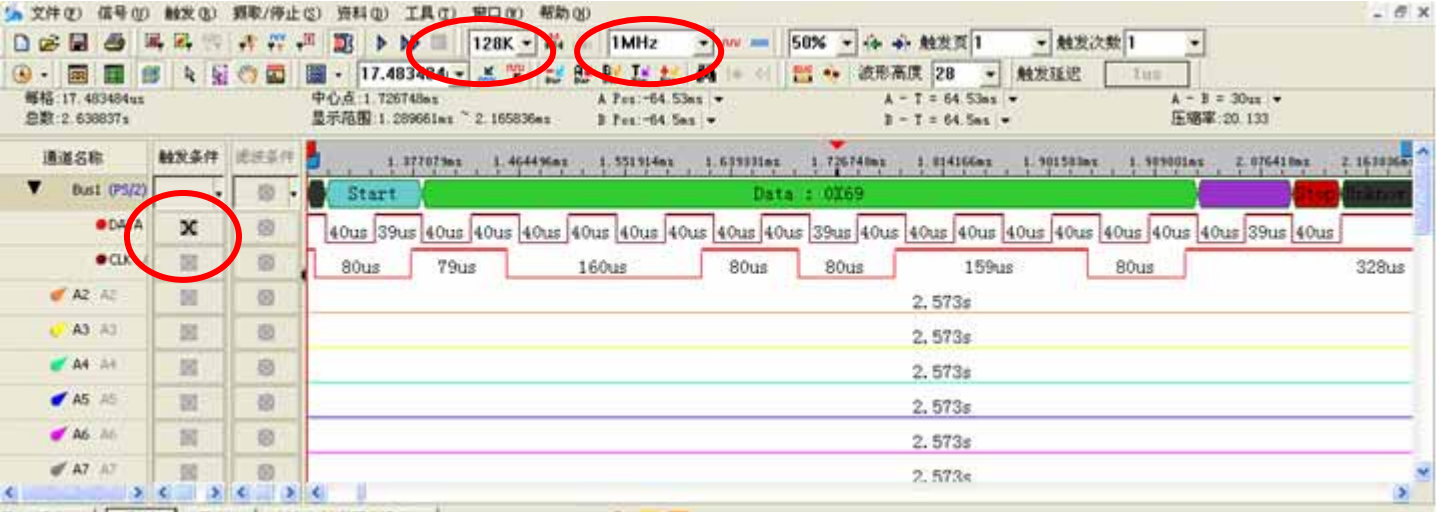 文件(F) 信号(U) 触发(R) 摄取/停止(S) 资料(D) 工具(T) 窗口(W) 帮助(H)
128K 1MHz 50% 触发页 1 触发次数 1
波形高度 28 触发延迟 1us
每格:17.483484us 中心点:1.726748ms A Pos:-64.53ms A - T = 64.53ms A - B = 30us
总数:2.638837s 显示范围:1.289661ms ~ 2.163836ms B Pos:-64.5ms B - T = 64.5ms 压缩率:20.133
通道名称 触发条件 滤波条件 1.377079ms 1.464496ms 1.551914ms 1.639331ms 1.726748ms 1.814166ms 1.901583ms 1.989001ms 2.076418ms
Bus1 (PS/2) Start Data : 0X69 Stop Unknow
DATA 40us 39us 40us 40us 40us 40us 40us 40us 40us 40us 39us 40us 40us 40us 40us 40us 40us 40us 40us 39us 40us
CLK 80us 79us 160us 80us 80us 159us 80us 328us
A2 A2 2.573s
A3 A3 2.573s
A4 A4 2.573s
A5 A5 2.573s
A6 A6 2.573s
A7 A7 2.573s